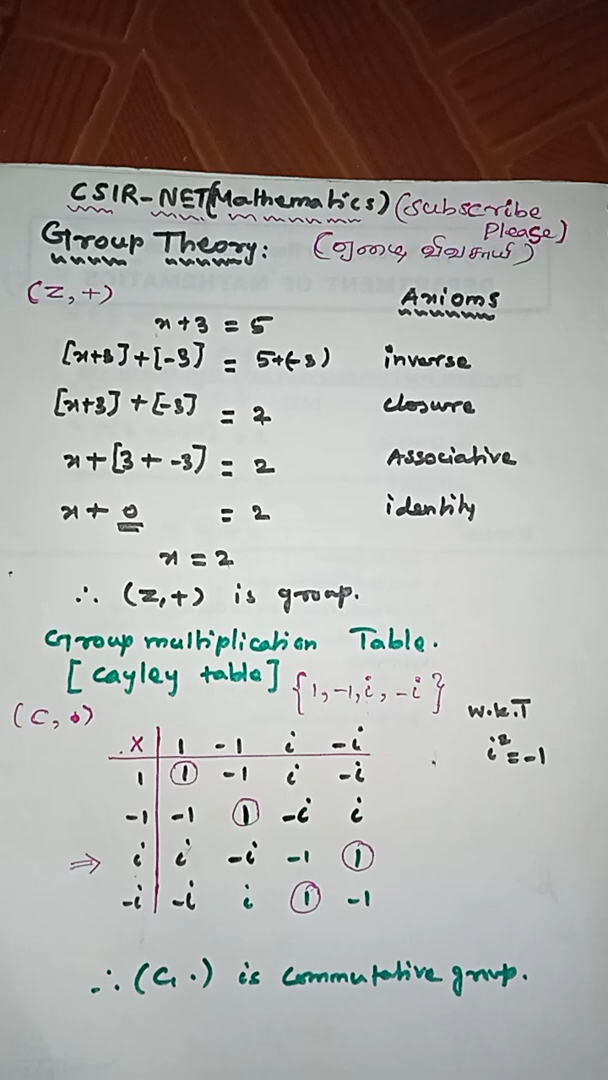 CSIR-NET(Mathematics) (Subscribe Please)
Group Theory:
(Z,+)
Axioms
x+3 = 5
[x+3]+[-3] = 5+(-3) inverse
[x+3]+[-3] = 2 closure
x+[3+-3] = 2 Associative
x+0 = 2 identity
x=2
∴ (Z,+) is group.
Group multiplication Table.
[Cayley table] {1,-1,i,-i}
(C, •) w.k.T
i²=-1
x 1 -1 i -i
1 1 -1 i -i
-1 -1 1 -i i
⇒ i i -i -1 1
-i -i i 1 -1
∴ (G .) is commutative group.